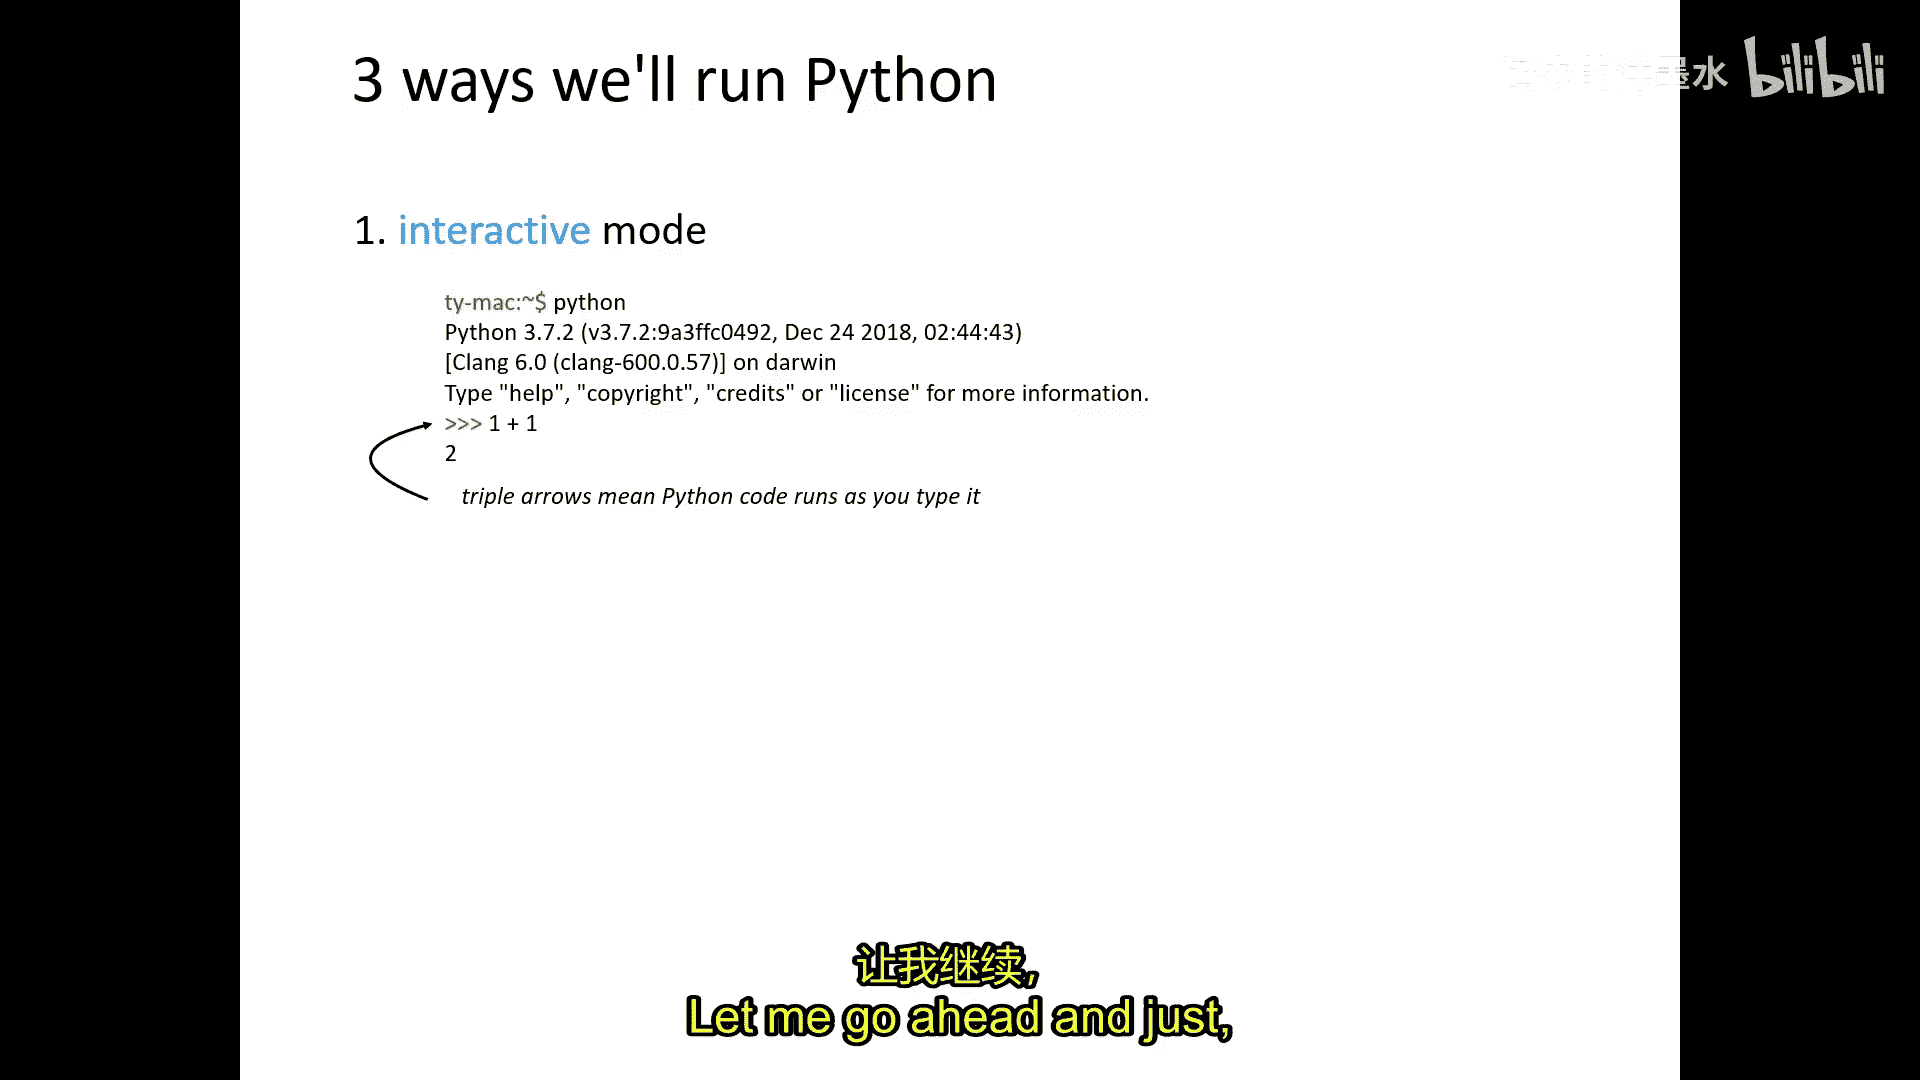 3 ways we'll run Python
水 bilibili
1. interactive mode
ty-mac:~$ python
Python 3.7.2 (v3.7.2:9a3ffc0492, Dec 24 2018, 02:44:43)
[Clang 6.0 (clang-600.0.57)] on darwin
Type "help", "copyright", "credits" or "license" for more information.
>>> 1 + 1
2
triple arrows mean Python code runs as you type it
让我继续,
Let me go ahead and just,